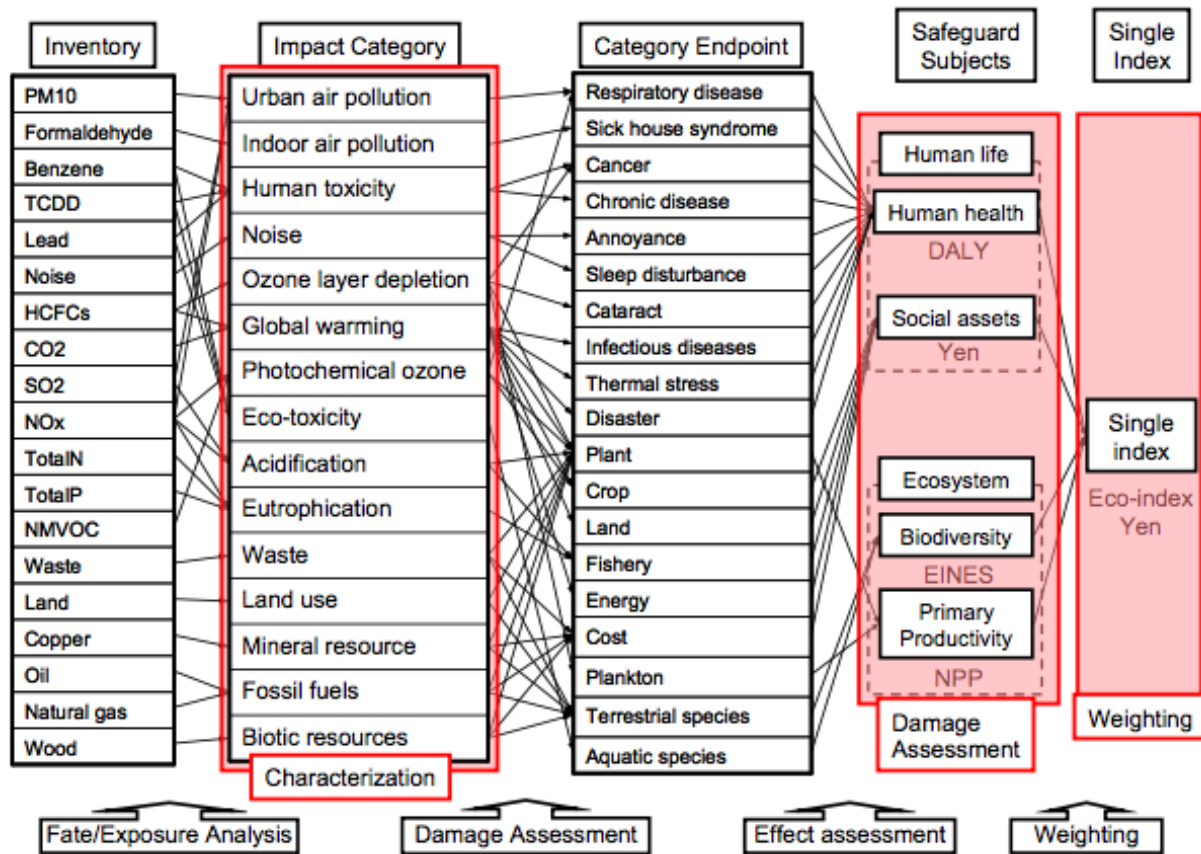 Inventory
PM10
Formaldehyde
Benzene
TCDD
Lead
Noise
HCFCs
CO2
SO2
NOx
TotalN
TotalP
NMVOC
Waste
Land
Copper
Oil
Natural gas
Wood
Impact Category
Urban air pollution
Indoor air pollution
Human toxicity
Noise
Ozone layer depletion
Global warming
Photochemical ozone
Eco-toxicity
Acidification
Eutrophication
Waste
Land use
Mineral resource
Fossil fuels
Biotic resources
Characterization
Category Endpoint
Respiratory disease
Sick house syndrome
Cancer
Chronic disease
Annoyance
Sleep disturbance
Cataract
Infectious diseases
Thermal stress
Disaster
Plant
Crop
Land
Fishery
Energy
Cost
Plankton
Terrestrial species
Aquatic species
Safeguard
Subjects
Human life
Human health
DALY
Social assets
Yen
Ecosystem
Biodiversity
EINES
Primary
Productivity
NPP
Damage
Assessment
Single
Index
Single
index
Eco-index
Yen
Weighting
Fate/Exposure Analysis
Damage Assessment
Effect assessment
Weighting